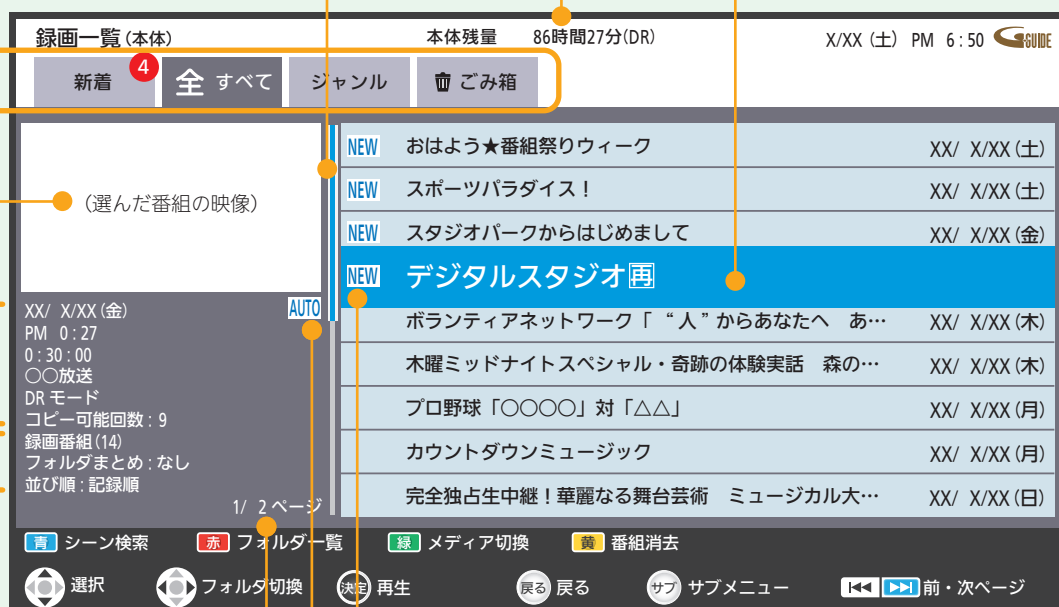 録画一覧(本体) 本体残量 86時間27分(DR) X/XX(土) PM 6:50 G-GUIDE
新着 4 全 すべて ジャンル ごみ箱
(選んだ番組の映像)
NEW おはよう★番組祭りウィーク XX/ X/XX(土)
NEW スポーツパラダイス! XX/ X/XX(土)
NEW スタジオパークからはじめまして XX/ X/XX(金)
NEW デジタルスタジオ再
ボランティアネットワーク「“人”からあなたへ あ… XX/ X/XX(木)
木曜ミッドナイトスペシャル・奇跡の体験実話 森の… XX/ X/XX(木)
プロ野球「○○○○」対「△△」 XX/ X/XX(月)
カウントダウンミュージック XX/ X/XX(月)
完全独占生中継!華麗なる舞台芸術 ミュージカル大… XX/ X/XX(日)
XX/ X/XX(金) AUTO
PM 0:27
0:30:00
○○放送
DRモード
コピー可能回数:9
録画番組(14)
フォルダまとめ:なし
並び順:記録順
1/ 2ページ
青 シーン検索 赤 フォルダ一覧 緑 メディア切換 黄 番組消去
選択 フォルダ切換 決定 再生 戻る 戻る サブ サブメニュー 前・次ページ